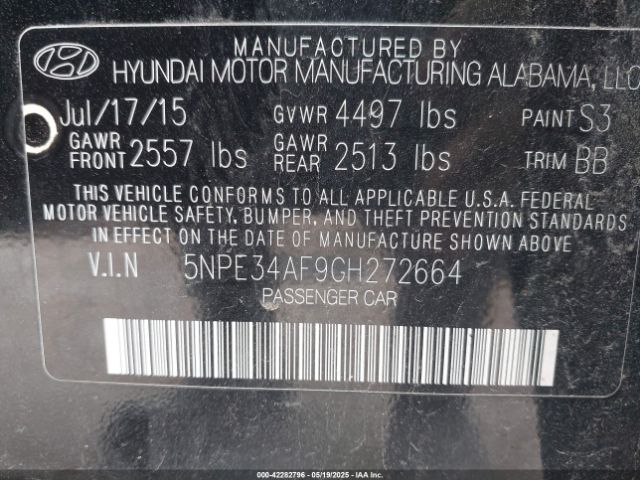 MANUFACTURED BY
HYUNDAI MOTOR MANUFACTURING ALABAMA, LLC
Jul/17/15 GVWR 4497 lbs PAINT S3
GAWR FRONT 2557 lbs GAWR REAR 2513 lbs TRIM BB
THIS VEHICLE CONFORMS TO ALL APPLICABLE U.S.A. FEDERAL
MOTOR VEHICLE SAFETY, BUMPER, AND THEFT PREVENTION STANDARDS
IN EFFECT ON THE DATE OF MANUFACTURE SHOWN ABOVE.
V.I.N 5NPE34AF9GH272664
PASSENGER CAR
000-42282796 - 05/19/2025 - IAA Inc.